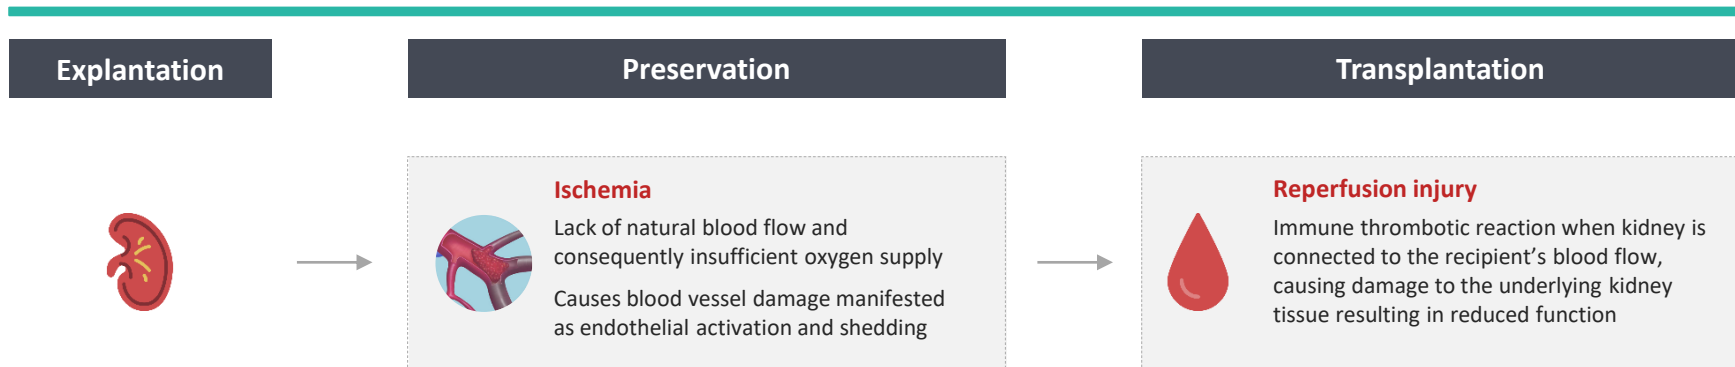 Explantation
Preservation
Transplantation
Ischemia
Lack of natural blood flow and
consequently insufficient oxygen supply
Causes blood vessel damage manifested
as endothelial activation and shedding
Reperfusion injury
Immune thrombotic reaction when kidney is
connected to the recipient’s blood flow,
causing damage to the underlying kidney
tissue resulting in reduced function